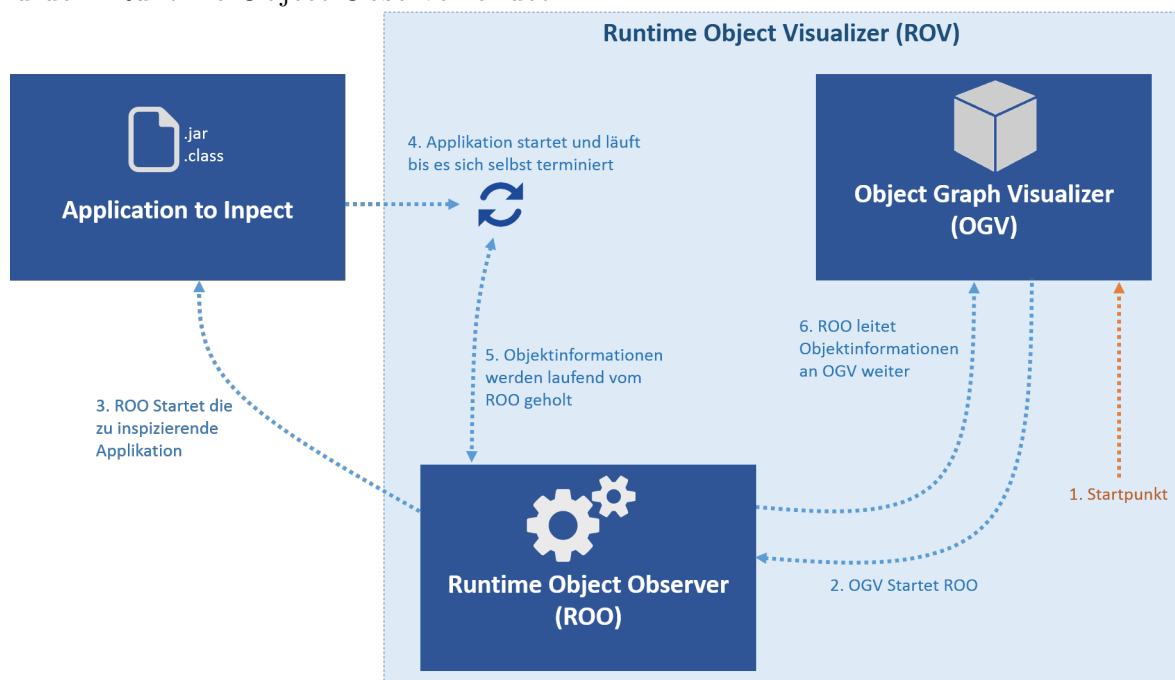 Runtime Object Visualizer (ROV)
.jar
.class
Application to Inpect
4. Applikation startet und läuft
bis es sich selbst terminiert
Object Graph Visualizer
(OGV)
6. ROO leitet
Objektinformationen
an OGV weiter
5. Objektinformationen
werden laufend vom
ROO geholt
3. ROO Startet die
zu inspizierende
Applikation
1. Startpunkt
Runtime Object Observer
(ROO)
2. OGV Startet ROO